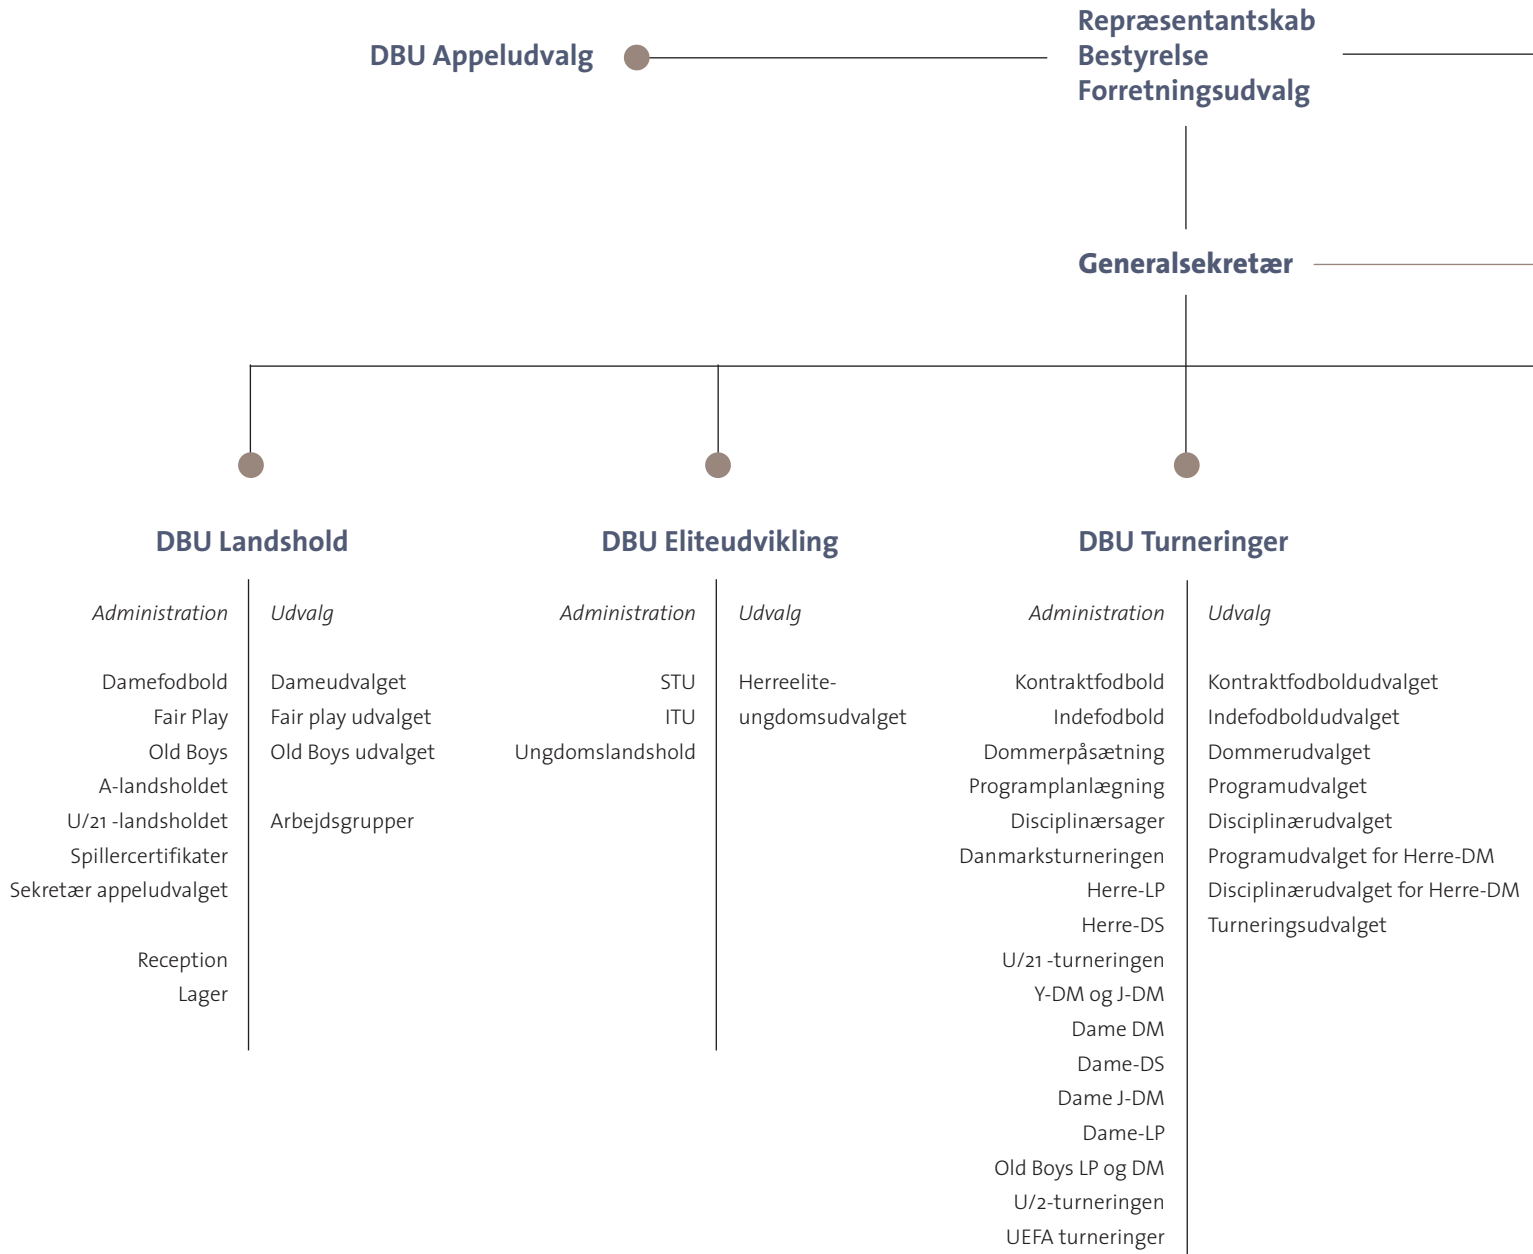 DBU Appeludvalg
Repræsentantskab
Bestyrelse
Forretningsudvalg
Generalsekretær
DBU Landshold
Administration
Udvalg
Damefodbold
Dameudvalget
Fair Play
Fair play udvalget
Old Boys
Old Boys udvalget
A-landsholdet
U/21 -landsholdet
Arbejdsgrupper
Spillercertifikater
Sekretær appeludvalget
Reception
Lager
DBU Eliteudvikling
Administration
Udvalg
STU
Herreelite-
ITU
ungdomsudvalget
Ungdomslandshold
DBU Turneringer
Administration
Udvalg
Kontraktfodbold
Kontraktfodboldudvalget
Indefodbold
Indefodboldudvalget
Dommerpåsætning
Dommerudvalget
Programplanlægning
Programudvalget
Disciplinærsager
Disciplinærudvalget
Danmarksturneringen
Programudvalget for Herre-DM
Herre-LP
Disciplinærudvalget for Herre-DM
Herre-DS
Turneringsudvalget
U/21 -turneringen
Y-DM og J-DM
Dame DM
Dame-DS
Dame J-DM
Dame-LP
Old Boys LP og DM
U/2-turneringen
UEFA turneringer